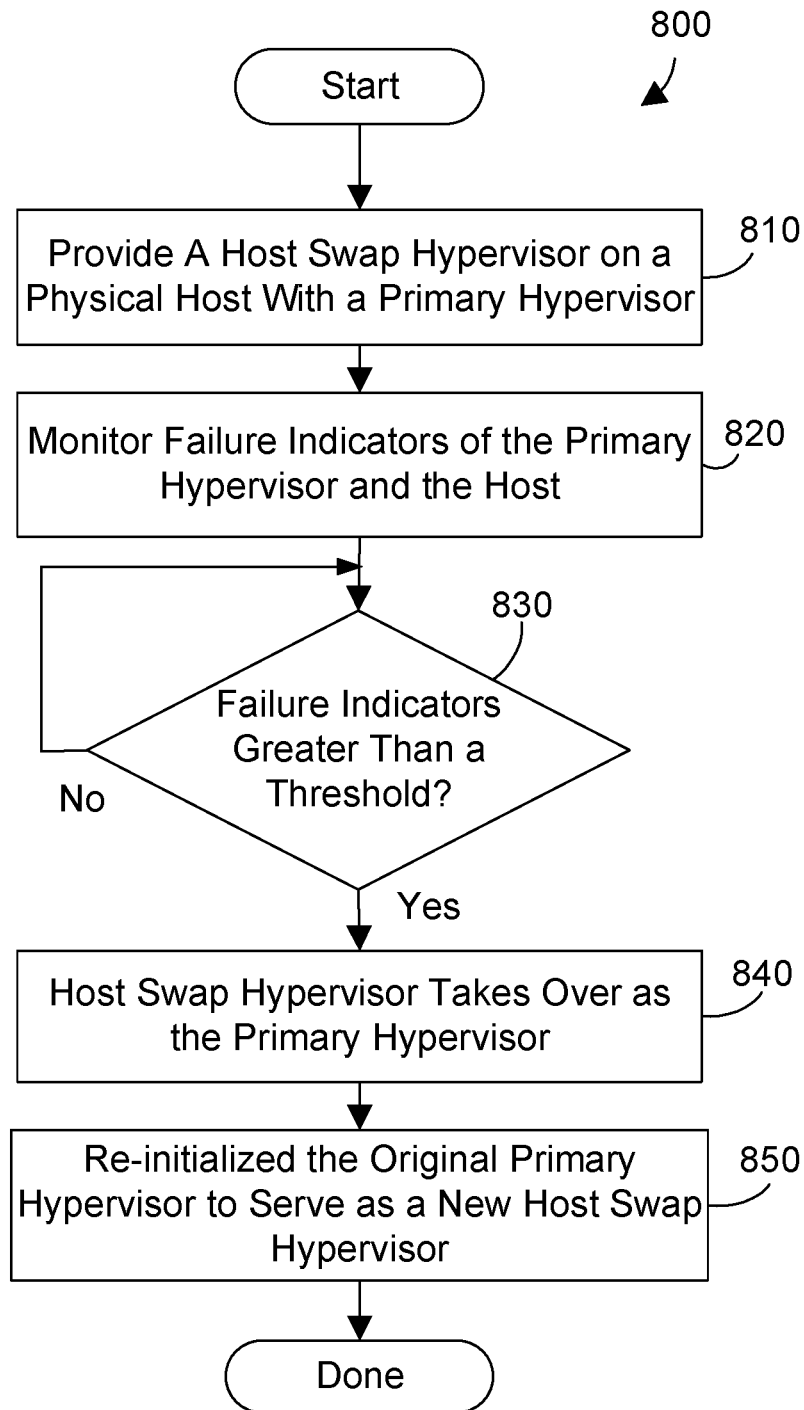 800
Start
Provide A Host Swap Hypervisor on a
Physical Host With a Primary Hypervisor
810
Monitor Failure Indicators of the Primary
Hypervisor and the Host
820
830
Failure Indicators
Greater Than a
Threshold?
No
Yes
Host Swap Hypervisor Takes Over as
the Primary Hypervisor
840
Re-initialized the Original Primary
Hypervisor to Serve as a New Host Swap
Hypervisor
850
Done